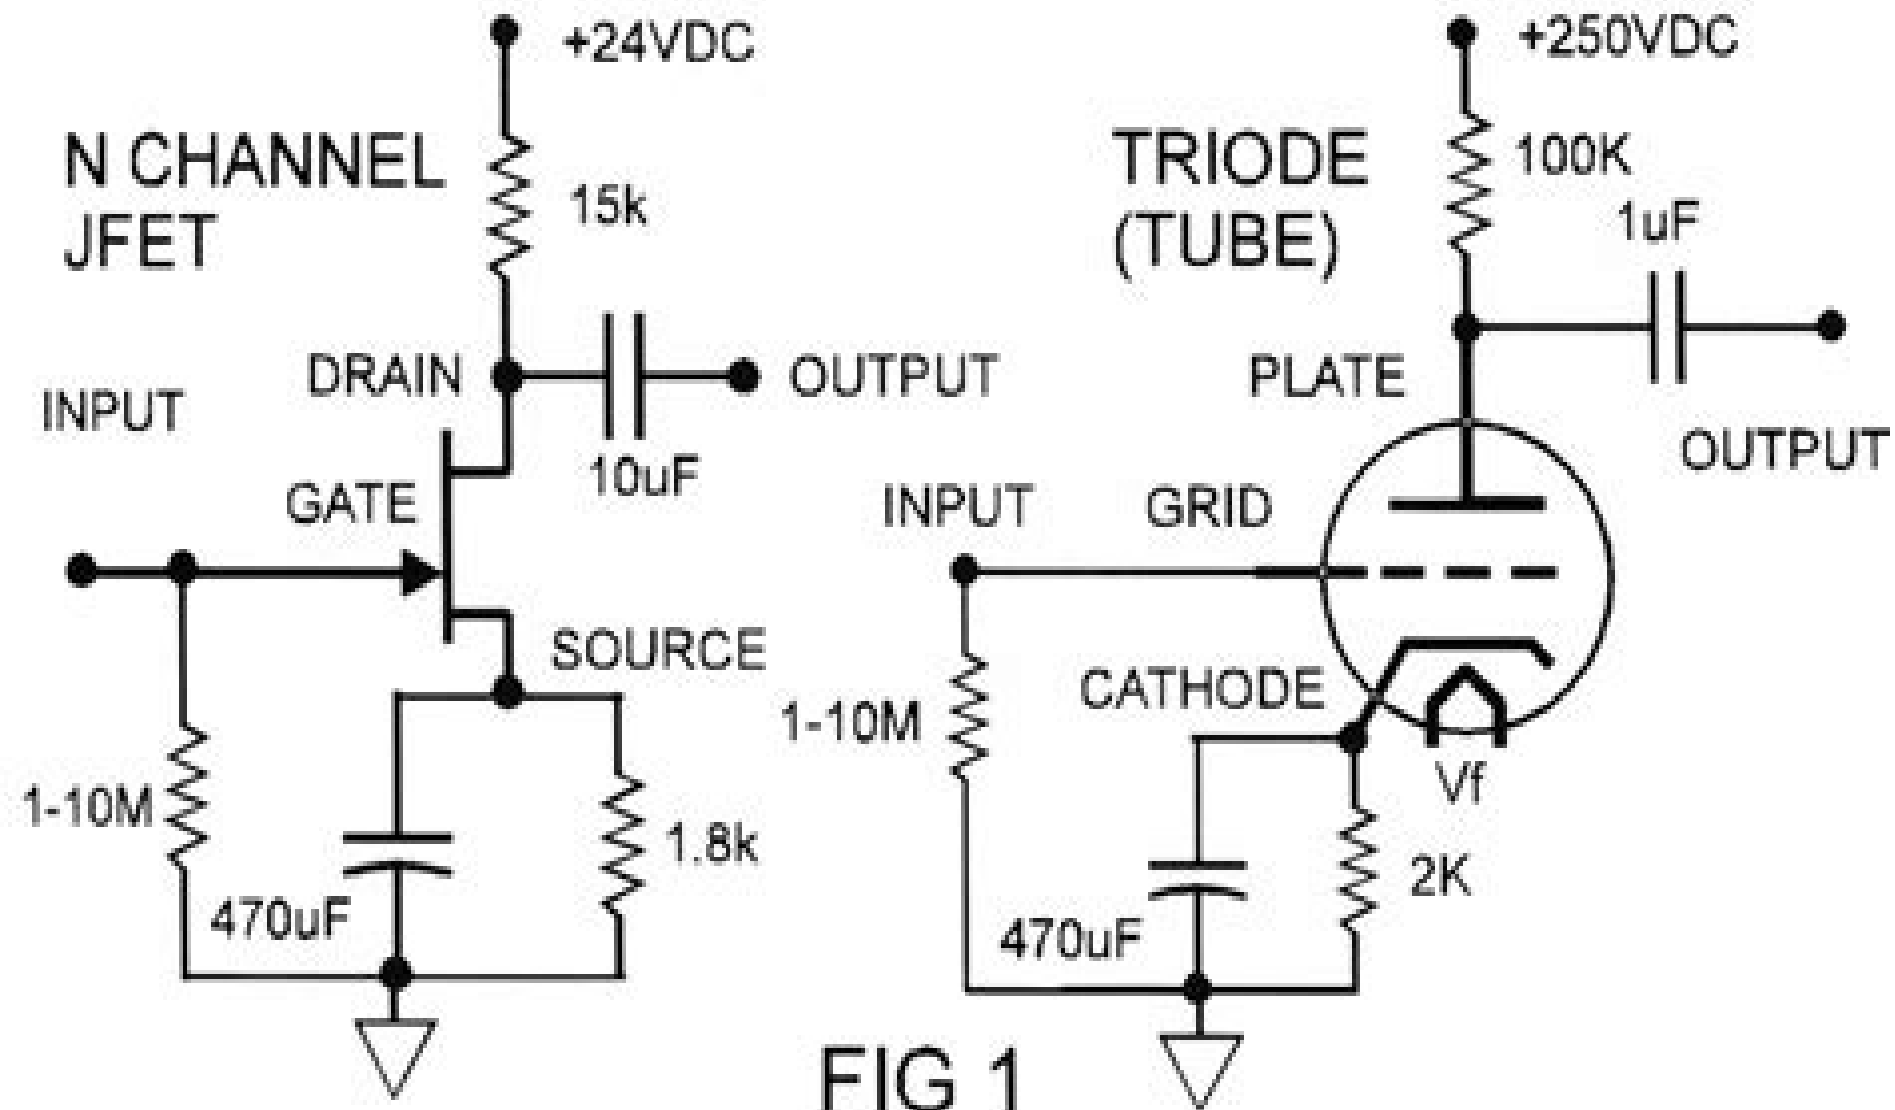 +24VDC
N CHANNEL
JFET
15k
DRAIN
OUTPUT
INPUT
10uF
GATE
SOURCE
1-10M
1.8k
470uF
+250VDC
TRIODE
(TUBE)
100K
1uF
PLATE
OUTPUT
INPUT
GRID
CATHODE
1-10M
Vf
2K
470uF
FIG 1